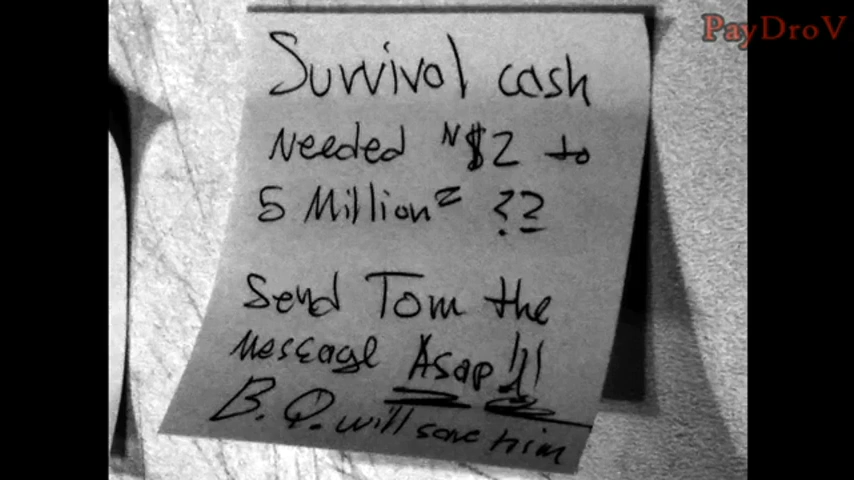 PayDroV
Survival cash
Needed "$2 to
5 Million" ??
Send Tom the
message Asap!!!
B.Q. will save him